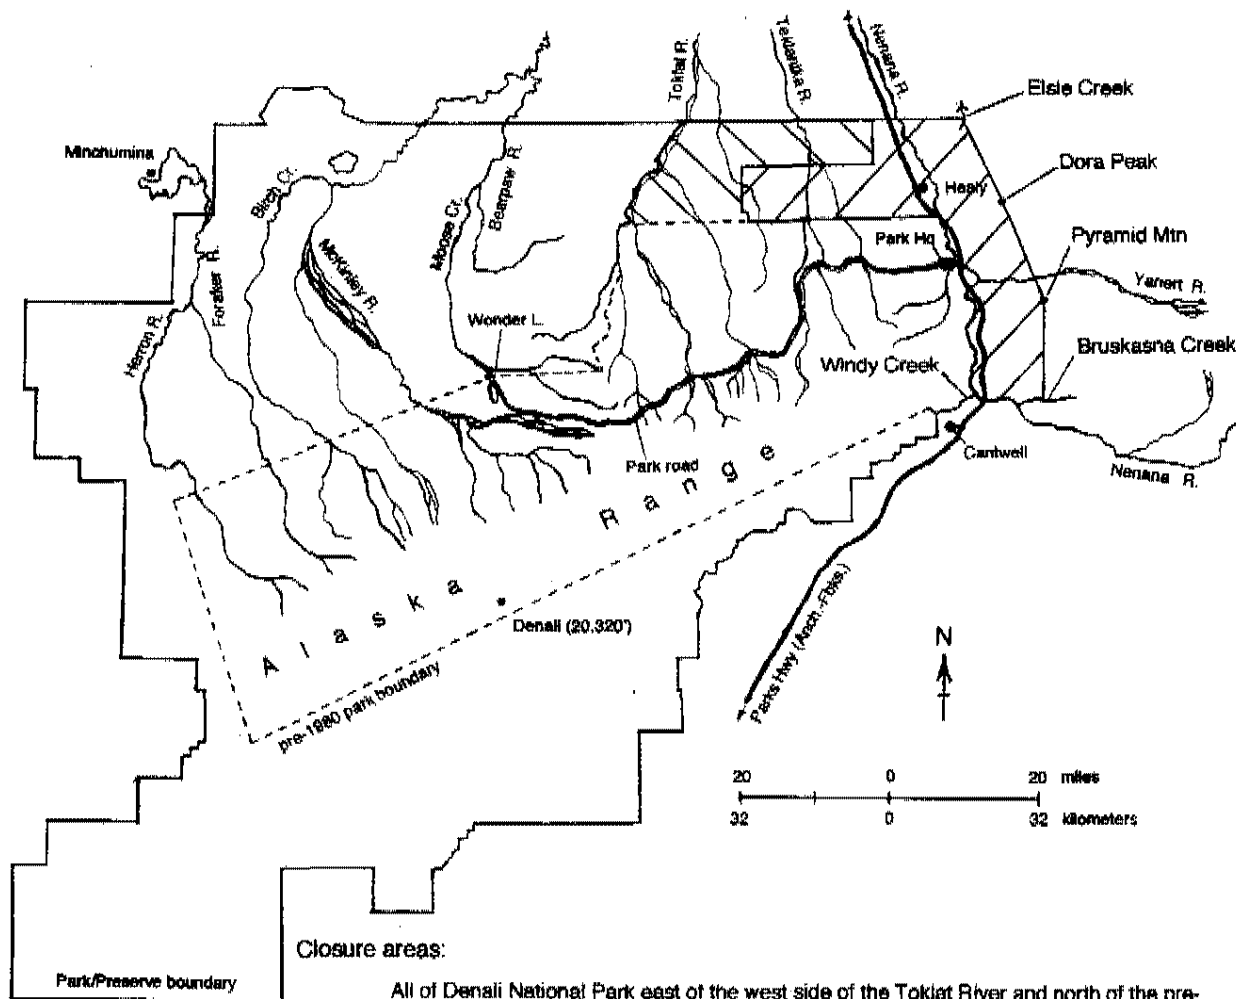 Toklat R.
Teklanika R.
Nenana R.
Elsie Creek
Minchumina
Birch Cr.
Moose Cr.
Bearpaw R.
Dora Peak
Healy
Park Hq
Pyramid Mtn
Foraker R.
McKinley R.
Yanert R.
Herron R.
Wonder L.
Windy Creek
Bruskasna Creek
Park road
Cantwell
Nenana R.
Alaska Range
Denali (20,320')
pre-1980 park boundary
Parks Hwy (Anch.-Fbks.)
N
20 0 20 miles
32 0 32 kilometers
Closure areas:
Park/Preserve boundary
All of Denali National Park east of the west side of the Toklat River and north of the pre-